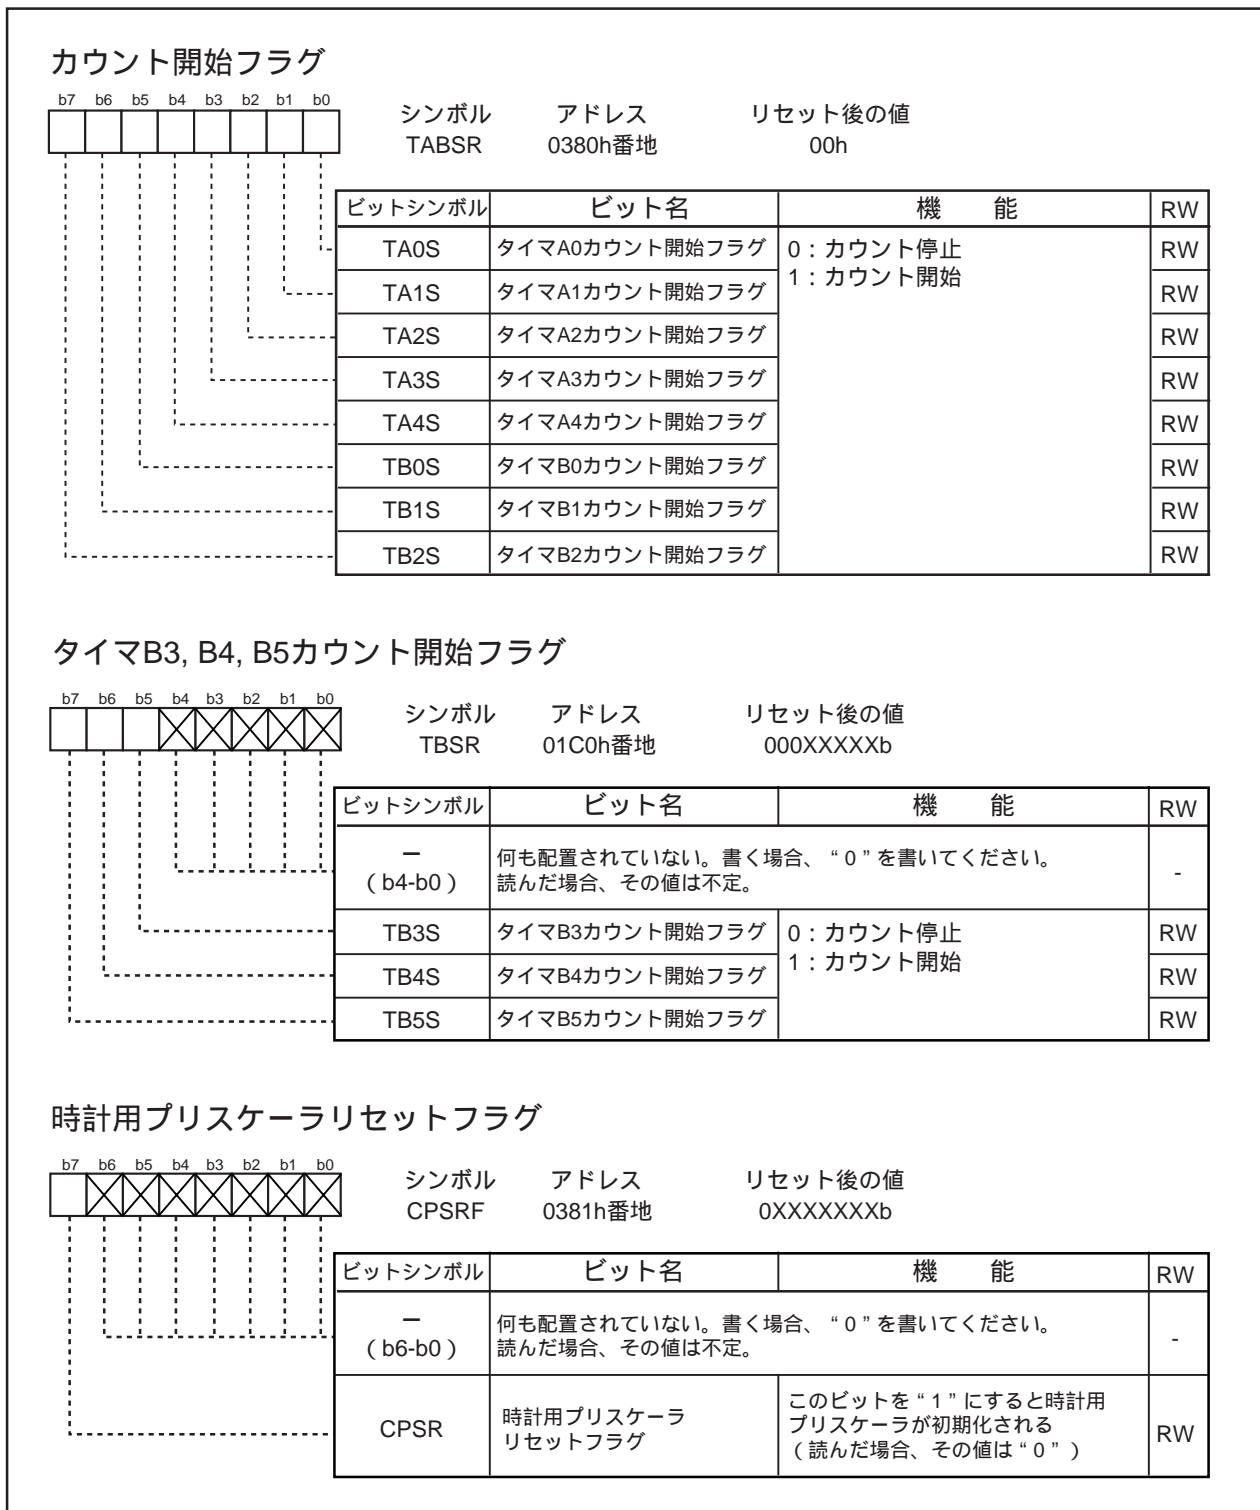 カウント開始フラグ
b7 b6 b5 b4 b3 b2 b1 b0
シンボル アドレス リセット後の値
TABSR 0380h番地 00h
ビットシンボル ビット名 機 能 RW
TA0S タイマA0カウント開始フラグ 0：カウント停止 RW
1：カウント開始
TA1S タイマA1カウント開始フラグ RW
TA2S タイマA2カウント開始フラグ RW
TA3S タイマA3カウント開始フラグ RW
TA4S タイマA4カウント開始フラグ RW
TB0S タイマB0カウント開始フラグ RW
TB1S タイマB1カウント開始フラグ RW
TB2S タイマB2カウント開始フラグ RW
タイマB3, B4, B5カウント開始フラグ
b7 b6 b5 b4 b3 b2 b1 b0
シンボル アドレス リセット後の値
TBSR 01C0h番地 000XXXXXb
ビットシンボル ビット名 機 能 RW
ー
（b4-b0）
何も配置されていない。書く場合、“0”を書いてください。
読んだ場合、その値は不定。
-
TB3S タイマB3カウント開始フラグ 0：カウント停止 RW
1：カウント開始
TB4S タイマB4カウント開始フラグ RW
TB5S タイマB5カウント開始フラグ RW
時計用プリスケーラリセットフラグ
b7 b6 b5 b4 b3 b2 b1 b0
シンボル アドレス リセット後の値
CPSRF 0381h番地 0XXXXXXXb
ビットシンボル ビット名 機 能 RW
ー
（b6-b0）
何も配置されていない。書く場合、“0”を書いてください。
読んだ場合、その値は不定。
-
CPSR
時計用プリスケーラ
リセットフラグ
このビットを“1”にすると時計用
プリスケーラが初期化される
（読んだ場合、その値は“0”）
RW